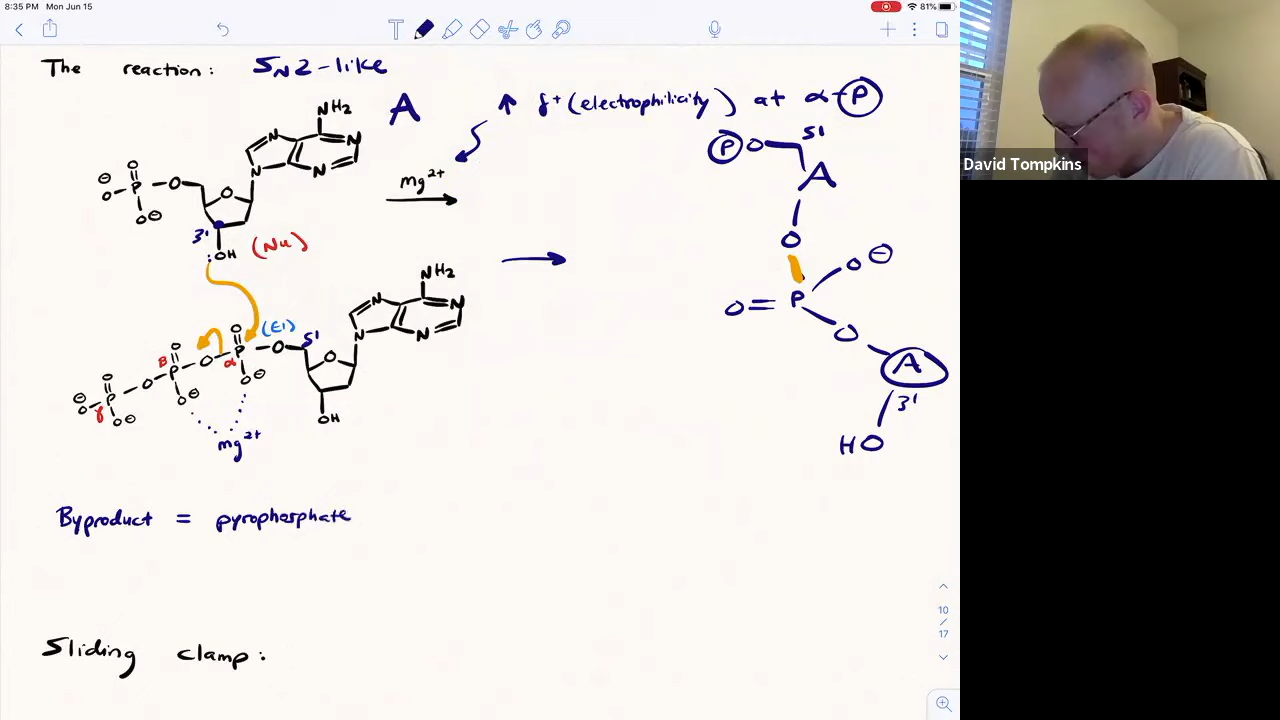 8:35 PM Mon Jun 15
81%
The reaction: SN2-like
A
↑ δ+ (electrophilicity) at α-P
NH2
N
N
N
N
O
O
P
O
⊖
O
O⊖
3'
:OH
(Nu)
Mg2+
P O
5'
A
O
P
O⊖
O=
O
A
3'
HO
NH2
N
N
N
N
O
P
α
(El)
O
5'
O
O⊖
O
O
β
P
O⊖
O
O
P
γ
⊖O
O⊖
OH
Mg2+
Byproduct = pyrophosphate
Sliding clamp:
10
/
17
David Tompkins